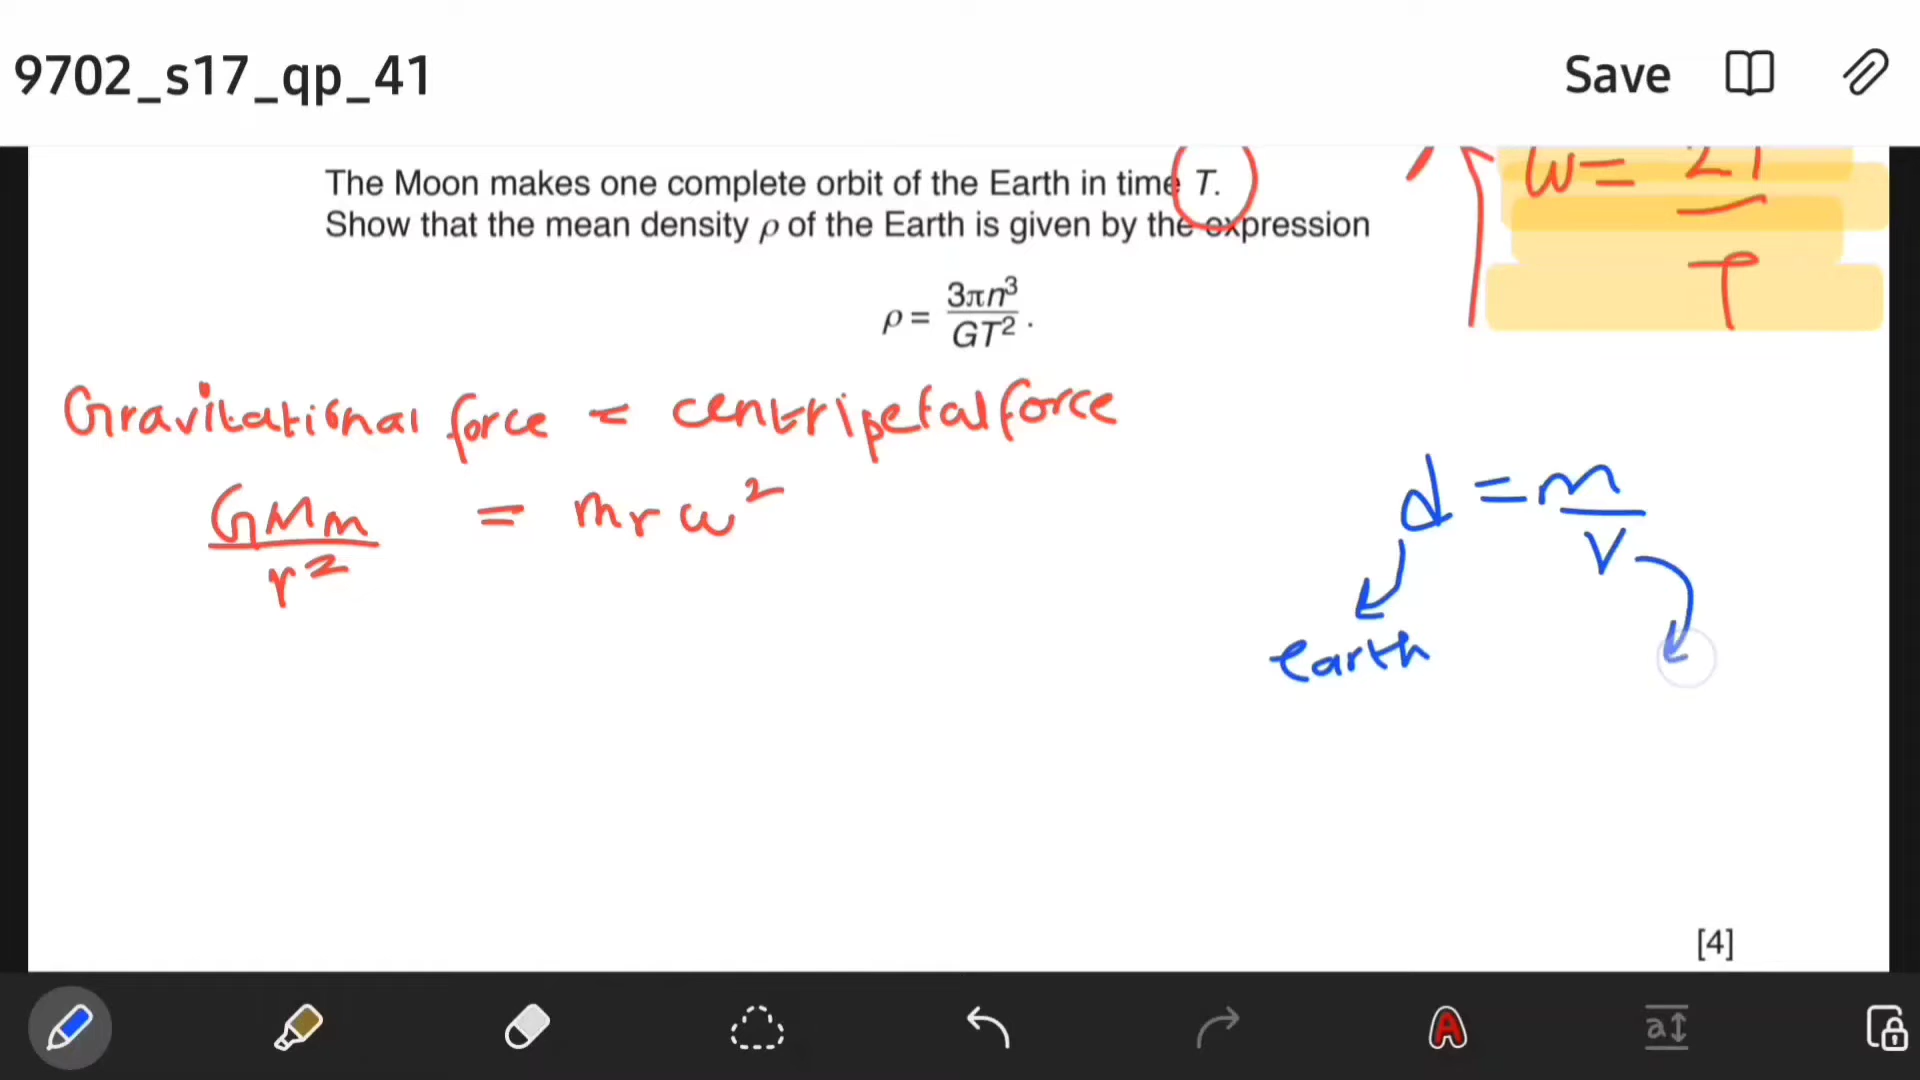 9702_s17_qp_41 Save
The Moon makes one complete orbit of the Earth in time T.
Show that the mean density ρ of the Earth is given by the expression
ρ = 3πn³ / GT² .
w = 2π / T
Gravitational force = centripetal force
GMm / r² = mrω²
d = m / v
earth
[4]
A
a